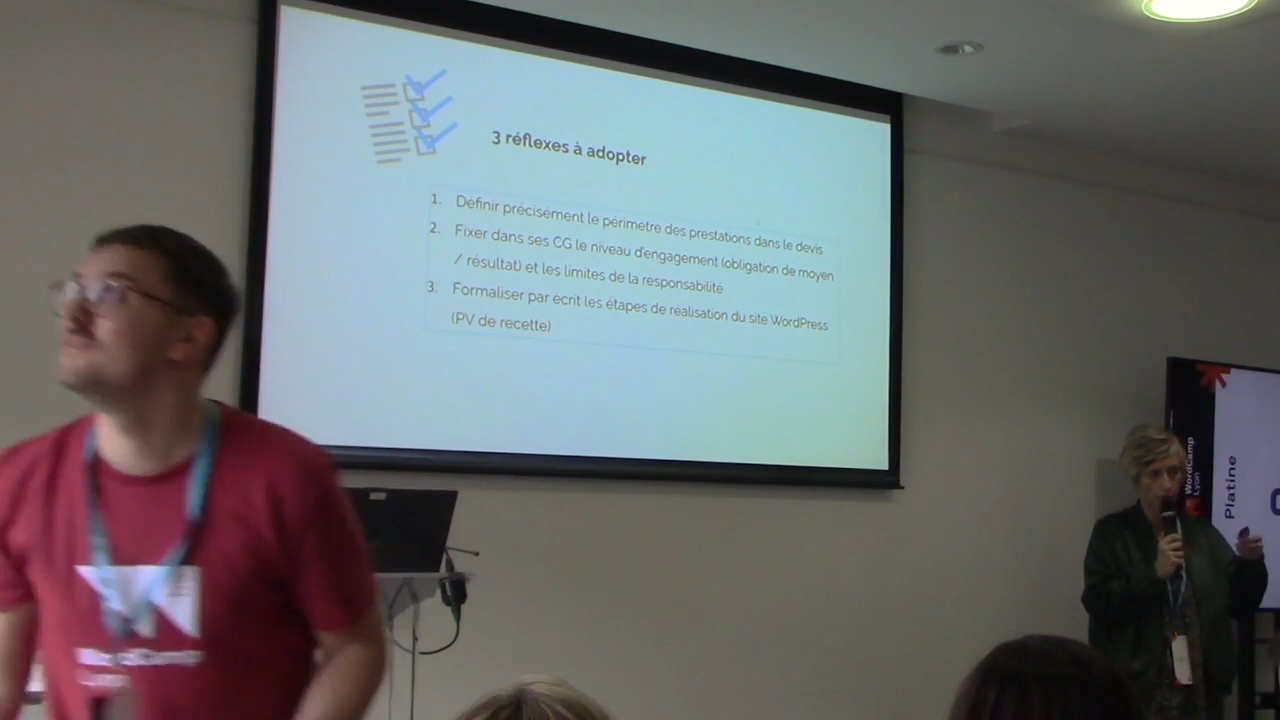 3 réflexes à adopter
1. Définir précisément le périmetre des prestations dans le devis
2. Fixer dans ses CG le niveau d'engagement (obligation de moyen
/ résultat) et les limites de la responsabilité
3. Formaliser par écrit les étapes de réalisation du site WordPress
(PV de recette)
WordCamp
Lyon
Platine
WordCamp